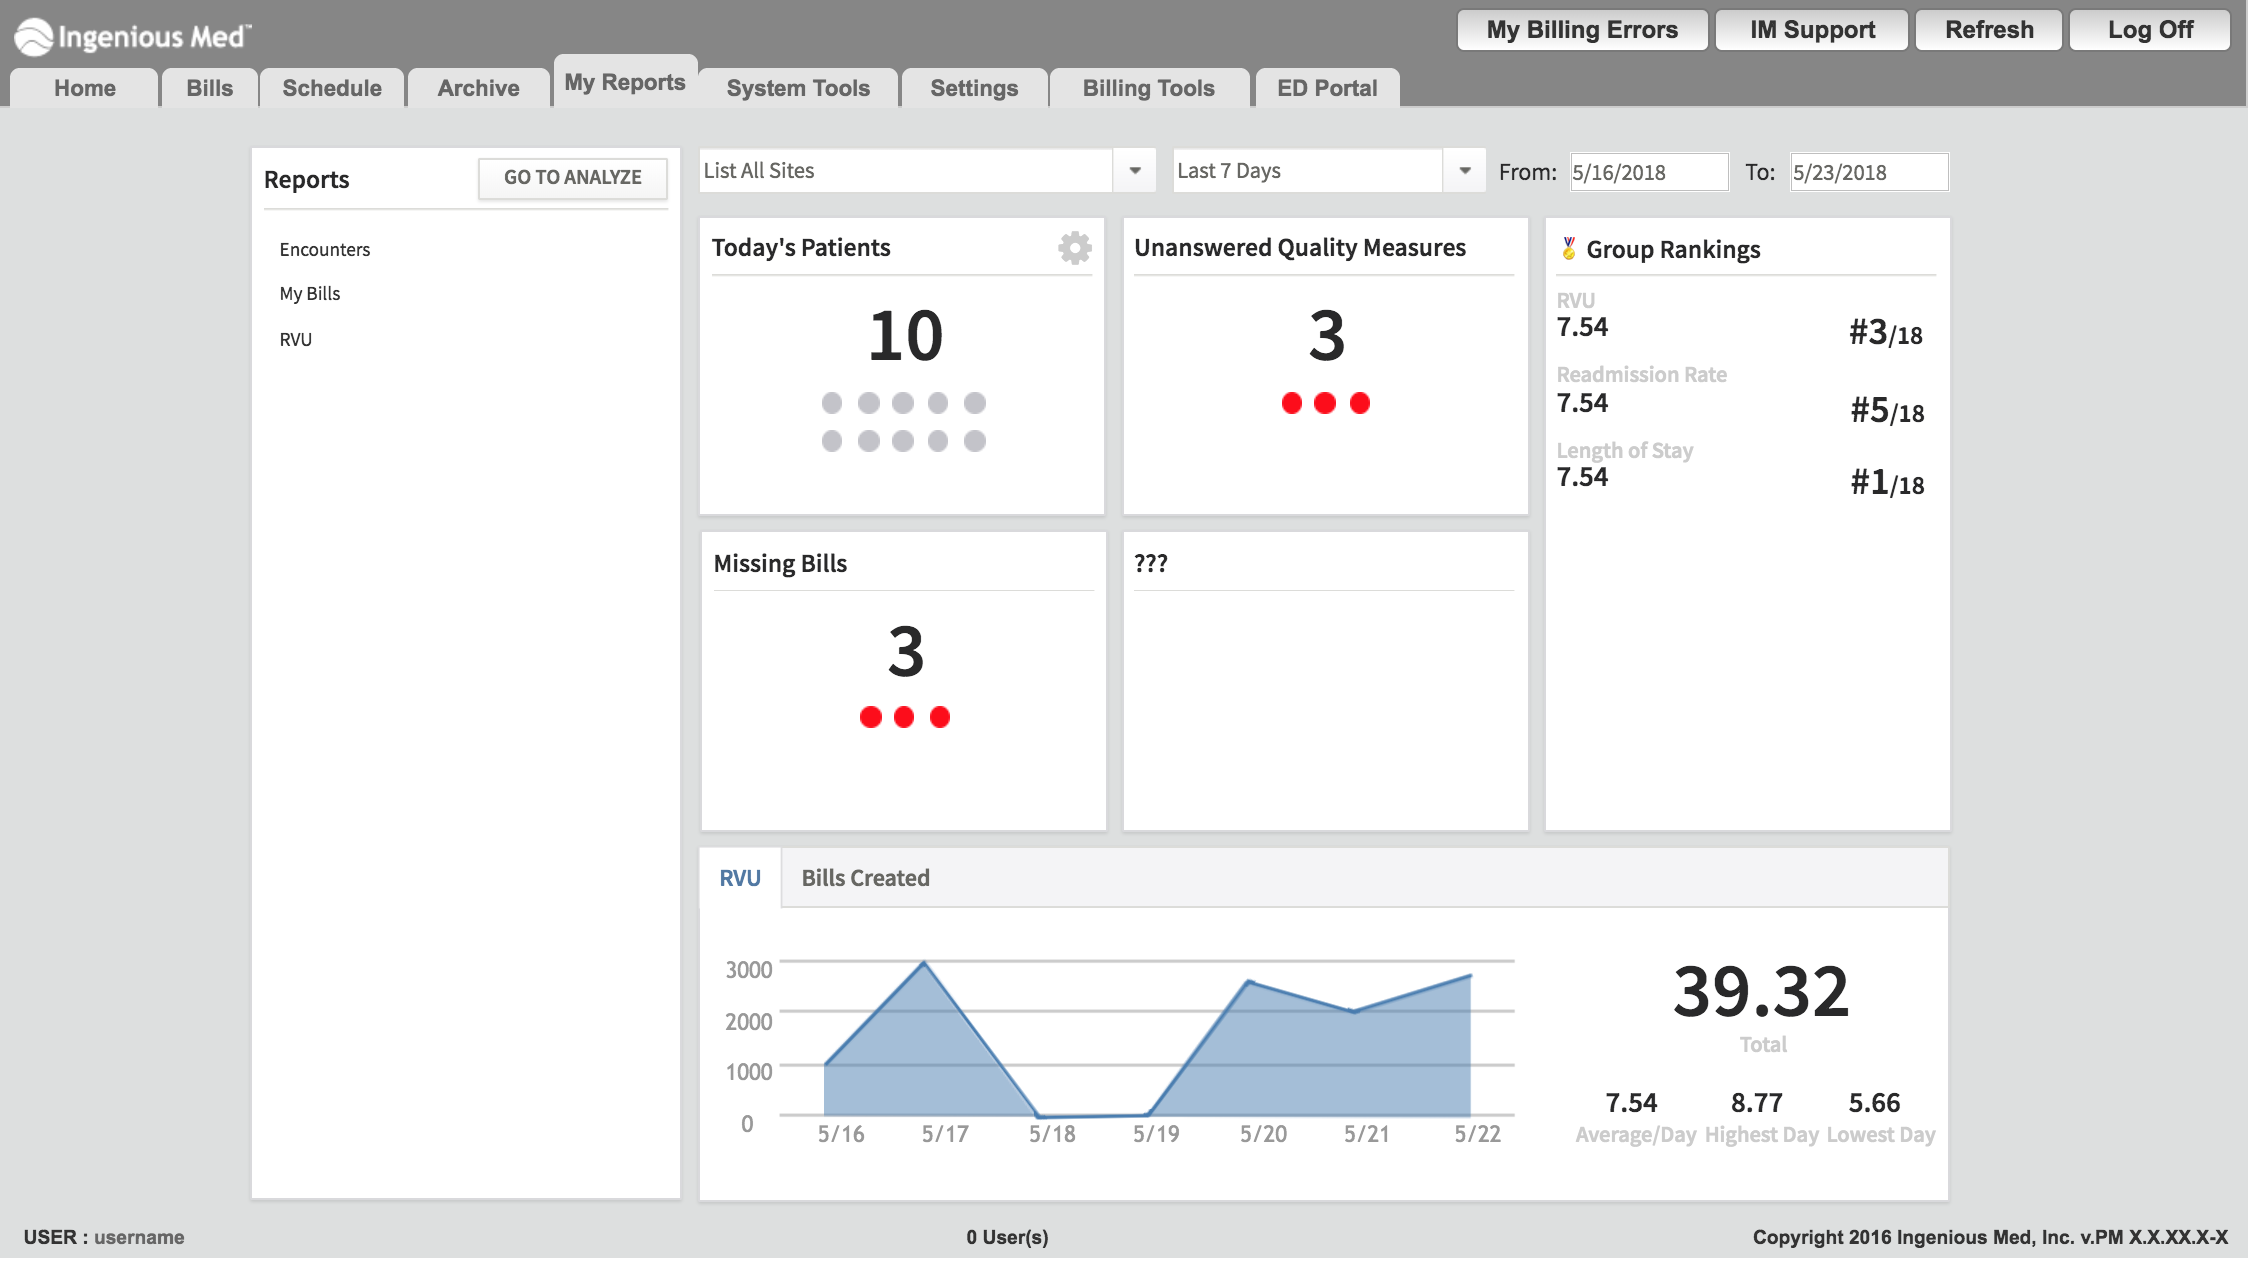 Ingenious Med™
My Billing Errors
IM Support
Refresh
Log Off
Home
Bills
Schedule
Archive
My Reports
System Tools
Settings
Billing Tools
ED Portal
Reports
GO TO ANALYZE
Encounters
My Bills
RVU
List All Sites
Last 7 Days
From: 5/16/2018
To: 5/23/2018
Today's Patients
10
Unanswered Quality Measures
3
Group Rankings
RVU
7.54
#3/18
Readmission Rate
7.54
#5/18
Length of Stay
7.54
#1/18
Missing Bills
3
???
RVU
Bills Created
3000
2000
1000
0
5/16 5/17 5/18 5/19 5/20 5/21 5/22
39.32
Total
7.54 8.77 5.66
Average/Day Highest Day Lowest Day
USER : username
0 User(s)
Copyright 2016 Ingenious Med, Inc. v.PM X.X.XX.X-X